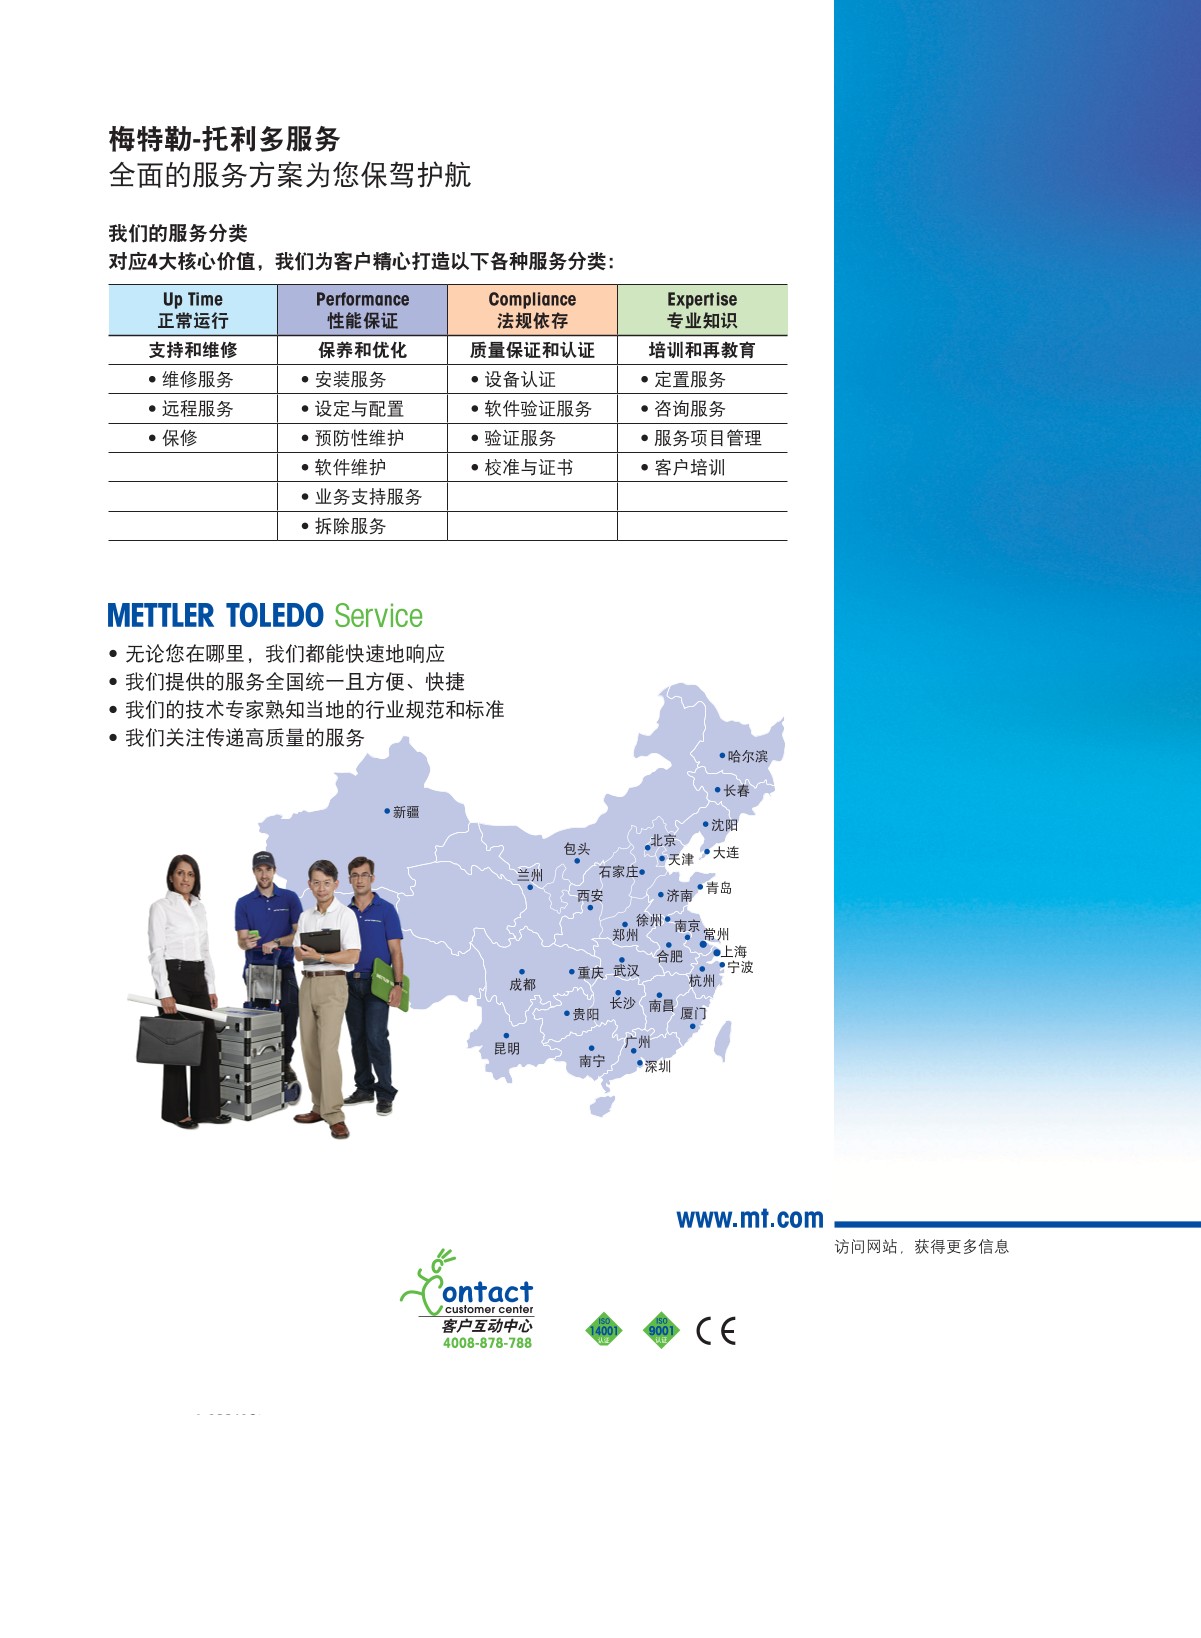 梅特勒-托利多服务
全面的服务方案为您保驾护航
我们的服务分类
对应4大核心价值，我们为客户精心打造以下各种服务分类：
Up Time Performance Compliance Expertise
正常运行 性能保证 法规依存 专业知识
支持和维修 保养和优化 质量保证和认证 培训和再教育
• 维修服务 • 安装服务 • 设备认证 • 定置服务
• 远程服务 • 设定与配置 • 软件验证服务 • 咨询服务
• 保修 • 预防性维护 • 验证服务 • 服务项目管理
• 软件维护 • 校准与证书 • 客户培训
• 业务支持服务
• 拆除服务
METTLER TOLEDO Service
• 无论您在哪里，我们都能快速地响应
• 我们提供的服务全国统一且方便、快捷
• 我们的技术专家熟知当地的行业规范和标准
• 我们关注传递高质量的服务
哈尔滨
长春
新疆
沈阳
北京
包头
大连
天津
石家庄
兰州
青岛
西安
济南
徐州
南京
郑州
常州
上海
合肥
宁波
武汉
重庆
杭州
成都
长沙
南昌
贵阳
厦门
广州
昆明
南宁
深圳
METTLER TO
www.mt.com
访问网站，获得更多信息
Contact
customer center
客户互动中心
4008-878-788
ISO
14001
认证
ISO
9001
认证
CE